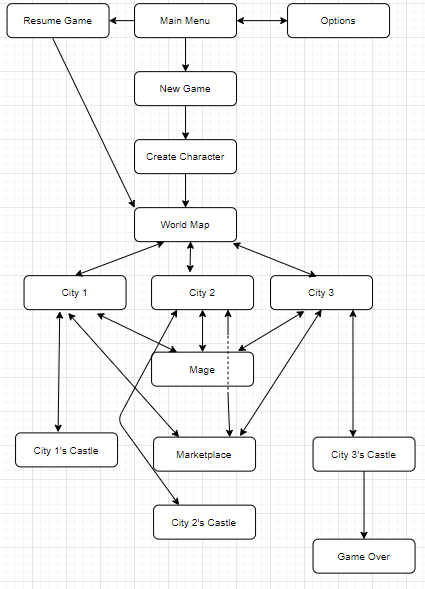 Resume Game
Main Menu
Options
New Game
Create Character
World Map
City 1
City 2
City 3
Mage
City 1's Castle
Marketplace
City 3's Castle
City 2's Castle
Game Over